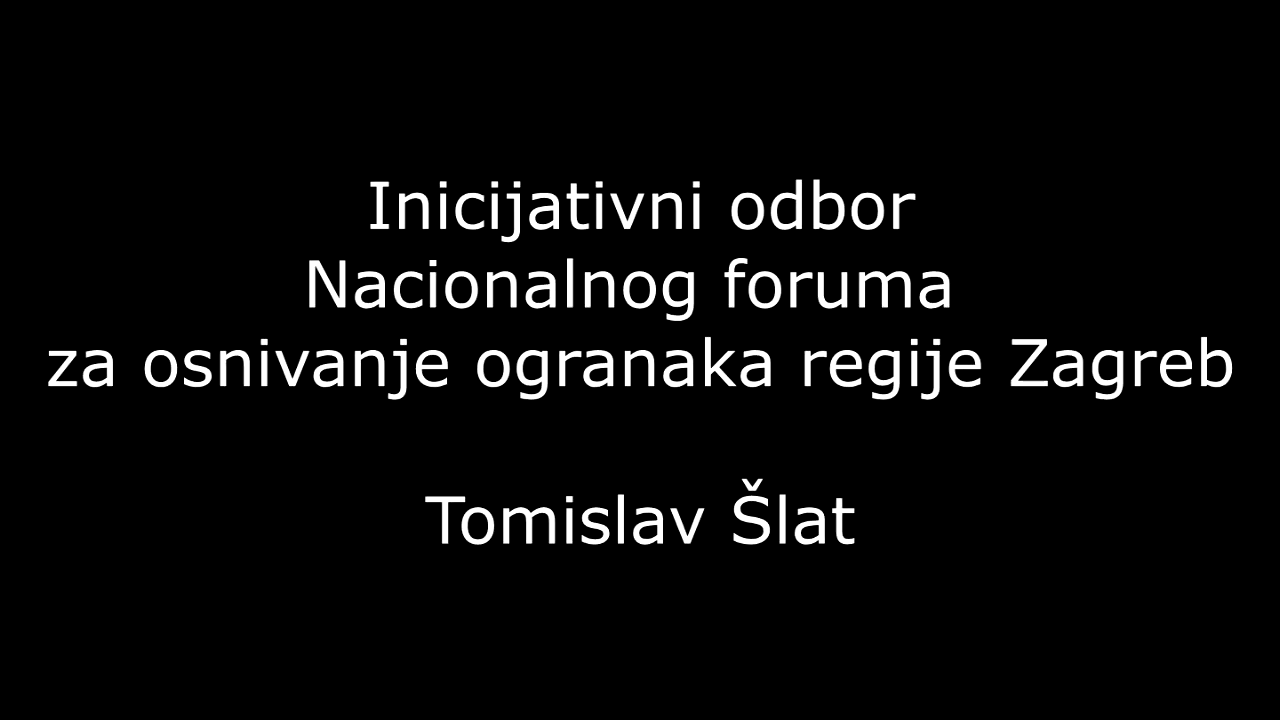 Inicijativni odbor
Nacionalnog foruma
za osnivanje ogranaka regije Zagreb
Tomislav Šlat